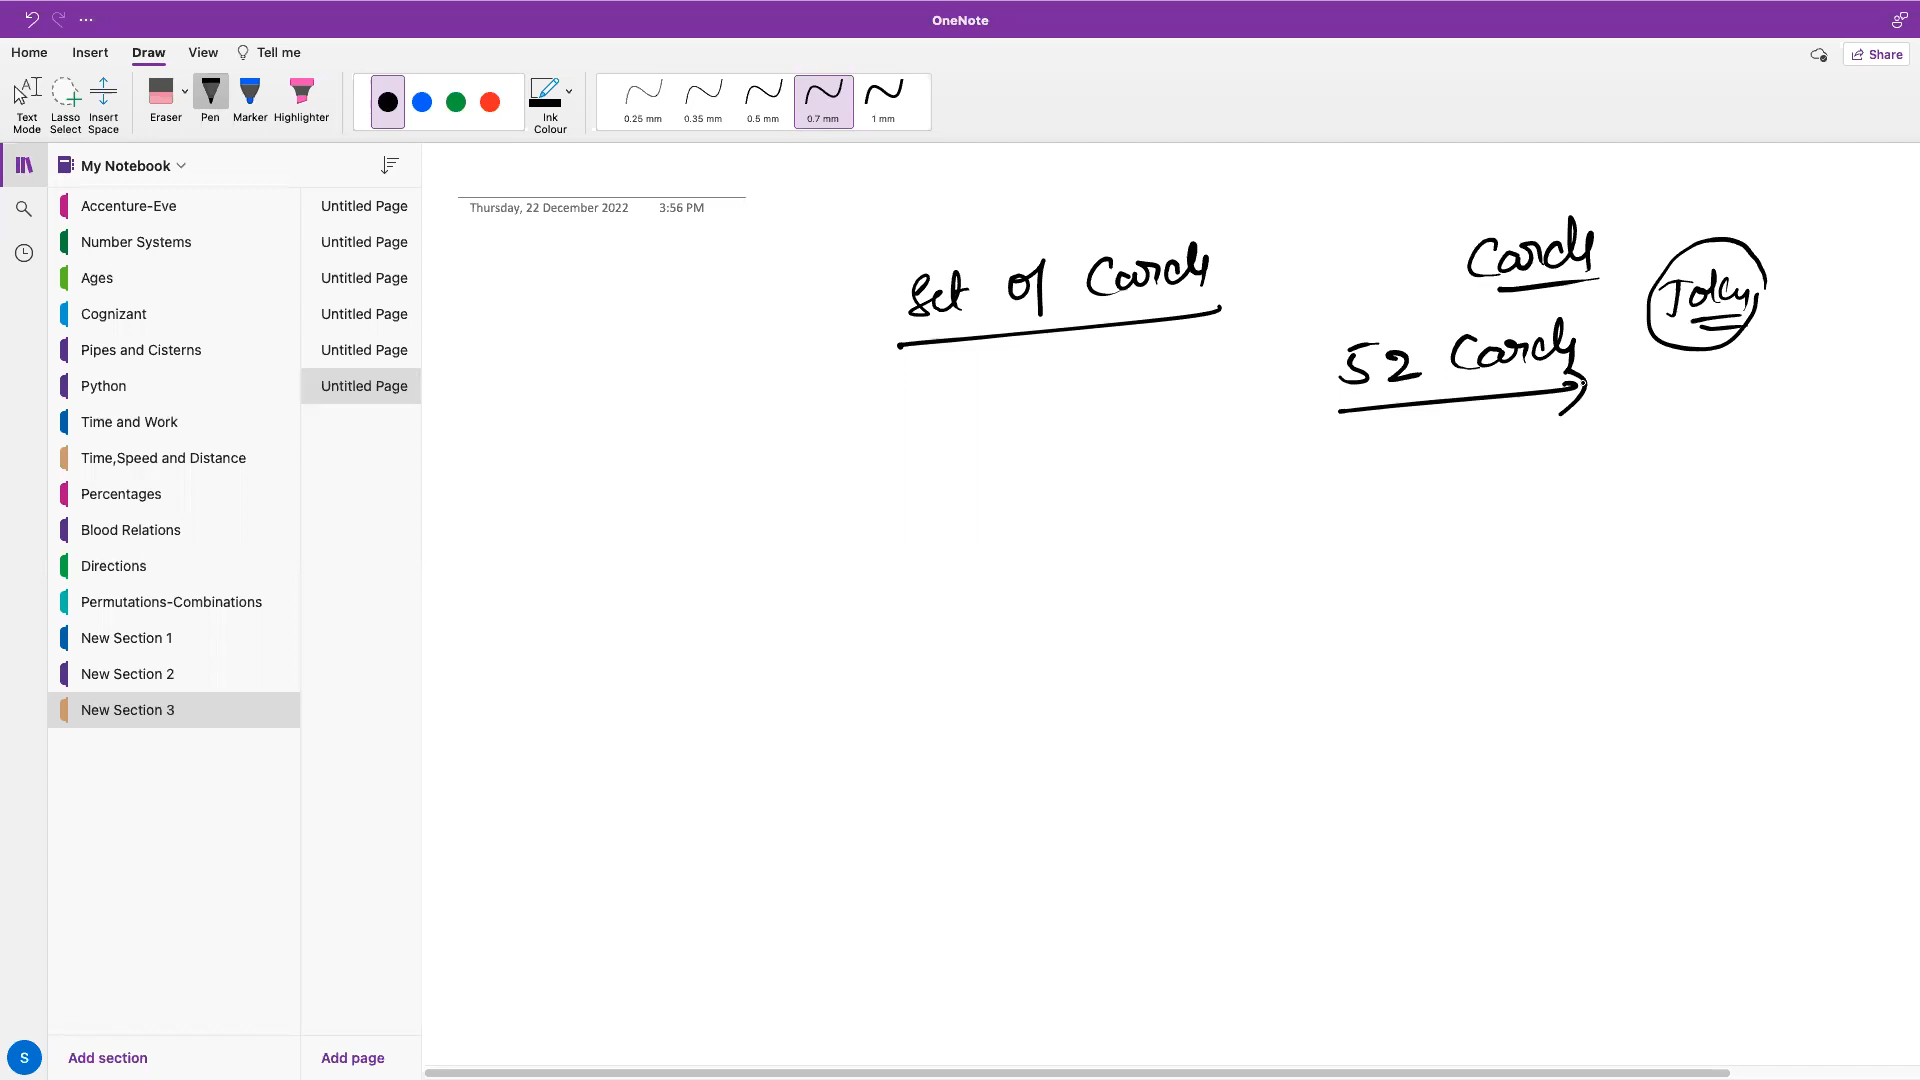 OneNote
Home Insert Draw View Tell me
Share
Text Mode
Lasso Select
Insert Space
Eraser
Pen
Marker
Highlighter
Ink Colour
0.25 mm
0.35 mm
0.5 mm
0.7 mm
1 mm
My Notebook
Accenture-Eve
Number Systems
Ages
Cognizant
Pipes and Cisterns
Python
Time and Work
Time,Speed and Distance
Percentages
Blood Relations
Directions
Permutations-Combinations
New Section 1
New Section 2
New Section 3
Add section
S
Untitled Page
Untitled Page
Untitled Page
Untitled Page
Untitled Page
Untitled Page
Add page
Thursday, 22 December 2022 3:56 PM
Set of Cards
Cards
52 Cards